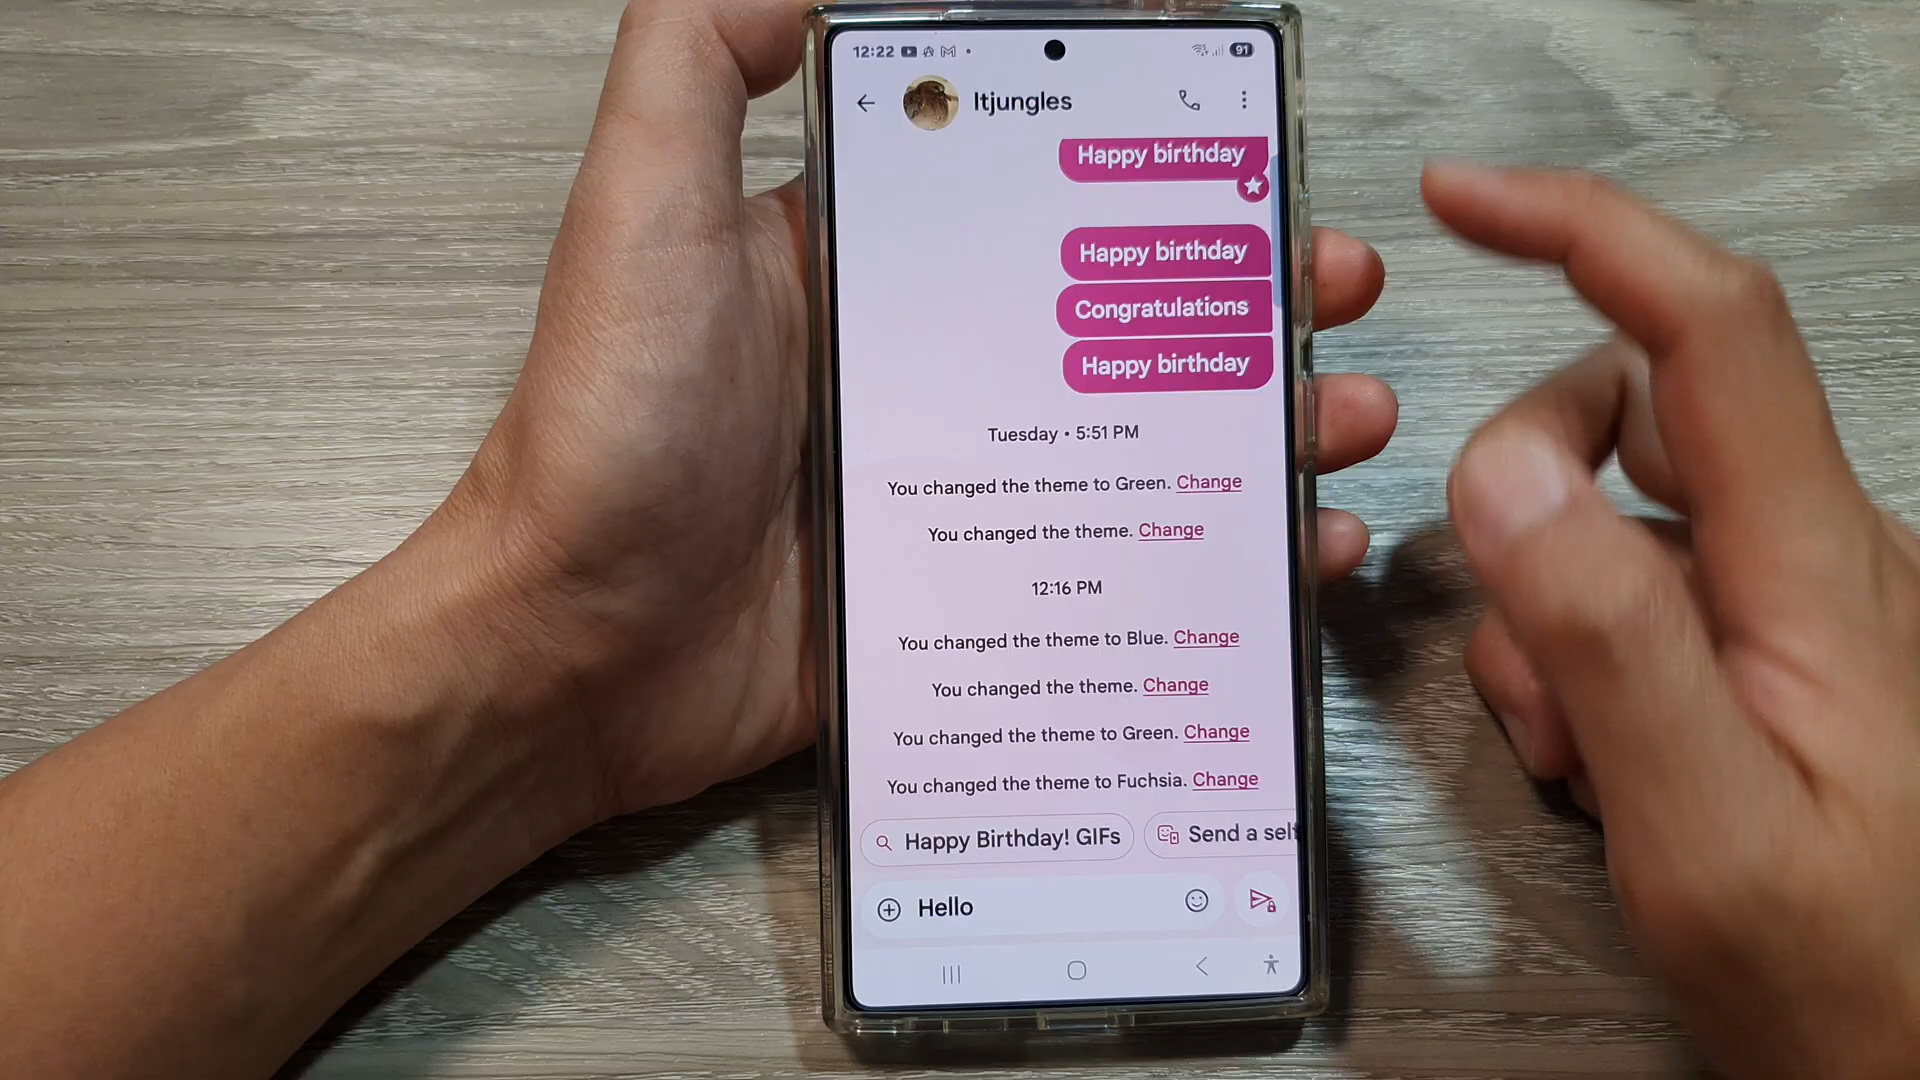 12:22
91
Itjungles
Happy birthday
Happy birthday
Congratulations
Happy birthday
Tuesday • 5:51 PM
You changed the theme to Green. Change
You changed the theme. Change
12:16 PM
You changed the theme to Blue. Change
You changed the theme. Change
You changed the theme to Green. Change
You changed the theme to Fuchsia. Change
Happy Birthday! GIFs
Send a self
Hello